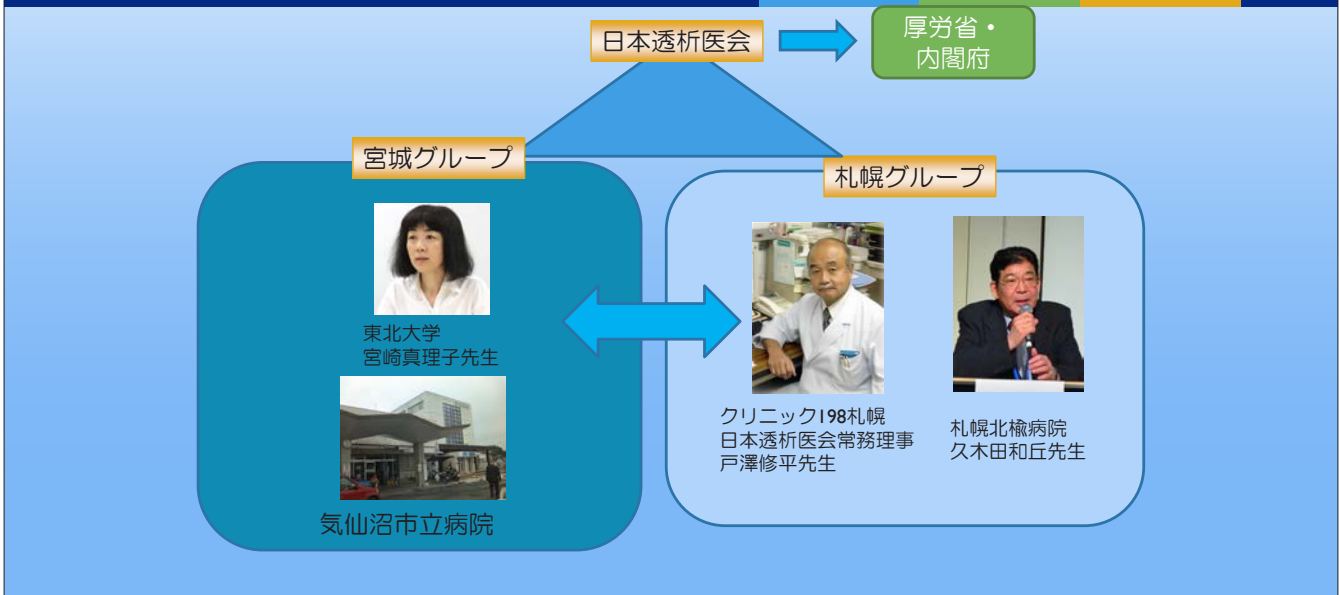 日本透析医会
厚労省・
内閣府
宮城グループ
札幌グループ
東北大学
宮崎真理子先生
気仙沼市立病院
クリニック198札幌
日本透析医会常務理事
戸澤修平先生
札幌北楡病院
久木田和丘先生